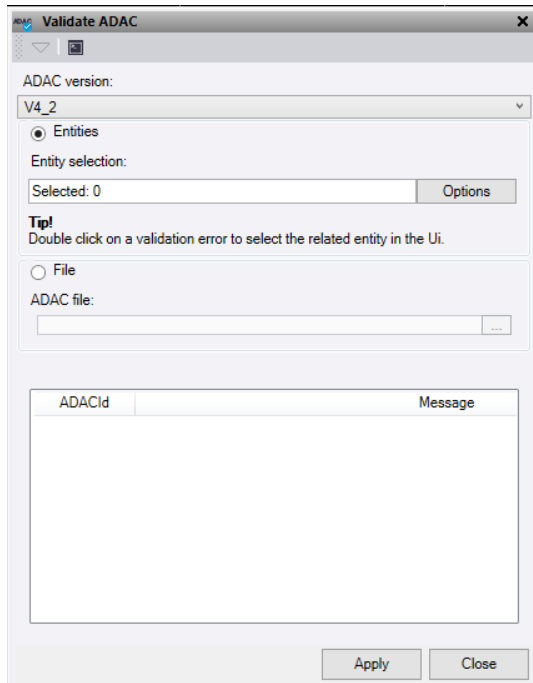 Validate ADAC
ADAC version:
V4_2
Entities
Entity selection:
Selected: 0
Options
Tip!
Double click on a validation error to select the related entity in the Ui.
File
ADAC file:
...
ADACId
Message
Apply
Close